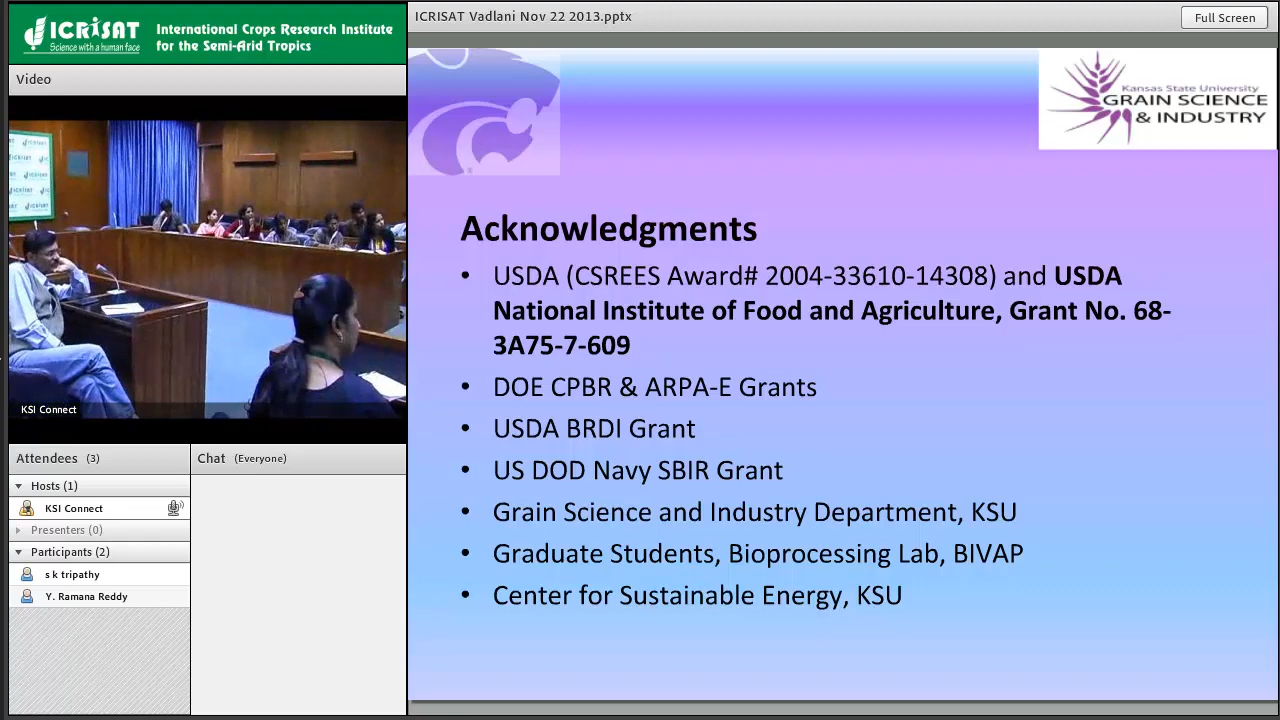 ICRISAT
Science with a human face
International Crops Research Institute
for the Semi-Arid Tropics
Video
KSI Connect
Attendees (3)
Hosts (1)
KSI Connect
Presenters (0)
Participants (2)
s k tripathy
Y. Ramana Reddy
Chat (Everyone)
ICRISAT Vadlani Nov 22 2013.pptx
Full Screen
Kansas State University
GRAIN SCIENCE
& INDUSTRY
Acknowledgments
• USDA (CSREES Award# 2004-33610-14308) and USDA
National Institute of Food and Agriculture, Grant No. 68-
3A75-7-609
• DOE CPBR & ARPA-E Grants
• USDA BRDI Grant
• US DOD Navy SBIR Grant
• Grain Science and Industry Department, KSU
• Graduate Students, Bioprocessing Lab, BIVAP
• Center for Sustainable Energy, KSU